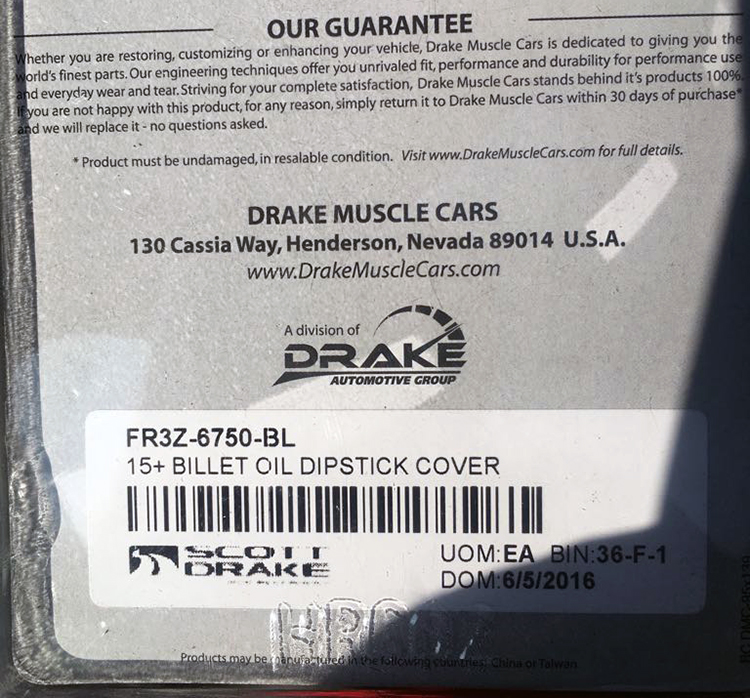 OUR GUARANTEE
Whether you are restoring, customizing or enhancing your vehicle, Drake Muscle Cars is dedicated to giving you the
world's finest parts. Our engineering techniques offer you unrivaled fit, performance and durability for performance use
and everyday wear and tear. Striving for your complete satisfaction, Drake Muscle Cars stands behind it's products 100%.
If you are not happy with this product, for any reason, simply return it to Drake Muscle Cars within 30 days of purchase*
and we will replace it - no questions asked.
* Product must be undamaged, in resalable condition. Visit www.DrakeMuscleCars.com for full details.
DRAKE MUSCLE CARS
130 Cassia Way, Henderson, Nevada 89014 U.S.A.
www.DrakeMuscleCars.com
A division of
DRAKE
AUTOMOTIVE GROUP
FR3Z-6750-BL
15+ BILLET OIL DIPSTICK COVER
SCOTT
DRAKE
UOM:EA BIN:36-F-1
DOM:6/5/2016
Products may be manufactured in the following countries: China or Taiwan